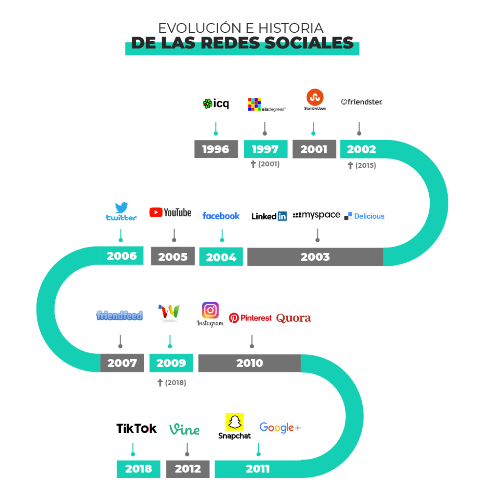 EVOLUCIÓN E HISTORIA
DE LAS REDES SOCIALES
icq
sixdegrees
StumbleUpon
friendster.
1996
1997
2001
2002
✝ (2001)
✝ (2015)
twitter
YouTube
facebook
Linked in
myspace
Delicious
2006
2005
2004
2003
friendfeed
Instagram
Pinterest
Quora
2007
2009
2010
✝ (2018)
TikTok
Vine
Snapchat
Google+
2018
2012
2011